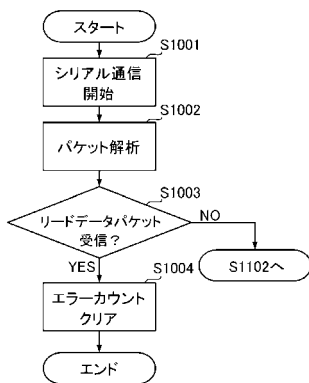 スタート
S1001
シリアル通信
開始
S1002
パケット解析
S1003
リードデータパケット
受信？
NO
S1102へ
YES
S1004
エラーカウント
クリア
エンド